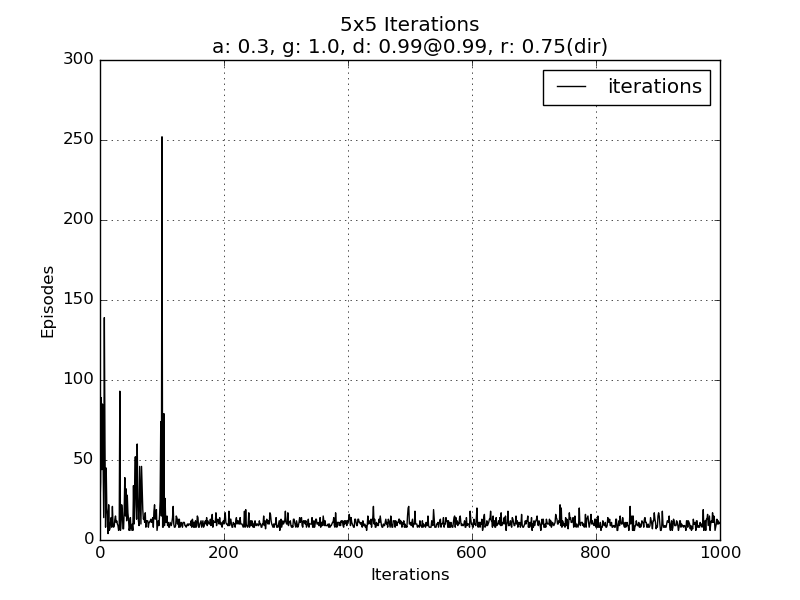 5x5 Iterations
a: 0.3, g: 1.0, d: 0.99@0.99, r: 0.75(dir)
iterations
300
250
200
150
100
50
0
Episodes
0 200 400 600 800 1000
Iterations